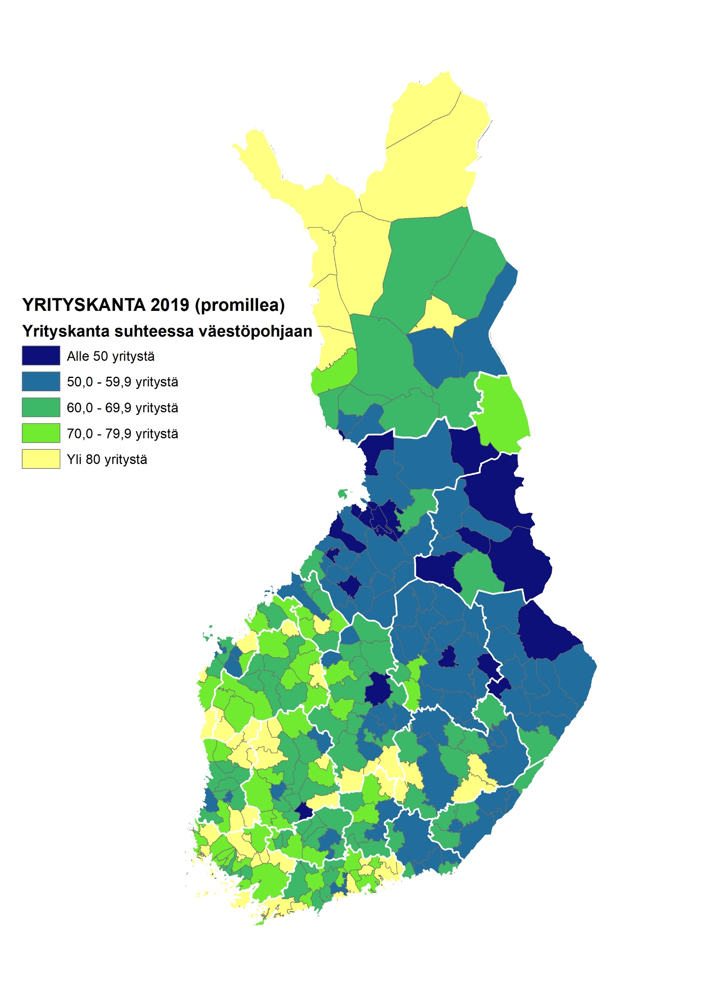 YRITYSKANTA 2019 (promillea)
Yrityskanta suhteessa väestöpohjaan
Alle 50 yritystä
50,0 - 59,9 yritystä
60,0 - 69,9 yritystä
70,0 - 79,9 yritystä
Yli 80 yritystä